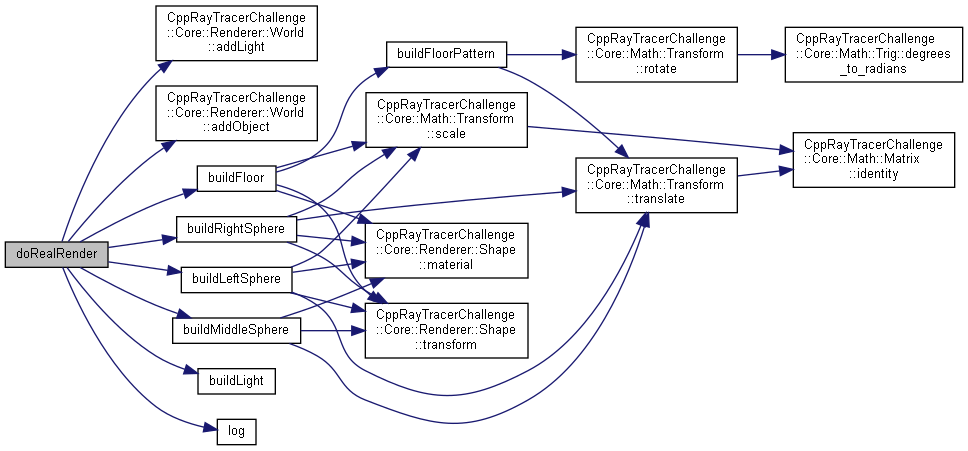 doRealRender
CppRayTracerChallenge
::Core::Renderer::World
::addLight
CppRayTracerChallenge
::Core::Renderer::World
::addObject
buildFloor
buildRightSphere
buildLeftSphere
buildMiddleSphere
buildLight
log
buildFloorPattern
CppRayTracerChallenge
::Core::Math::Transform
::scale
CppRayTracerChallenge
::Core::Renderer::Shape
::material
CppRayTracerChallenge
::Core::Renderer::Shape
::transform
CppRayTracerChallenge
::Core::Math::Transform
::rotate
CppRayTracerChallenge
::Core::Math::Transform
::translate
CppRayTracerChallenge
::Core::Math::Trig::degrees
_to_radians
CppRayTracerChallenge
::Core::Math::Matrix
::identity